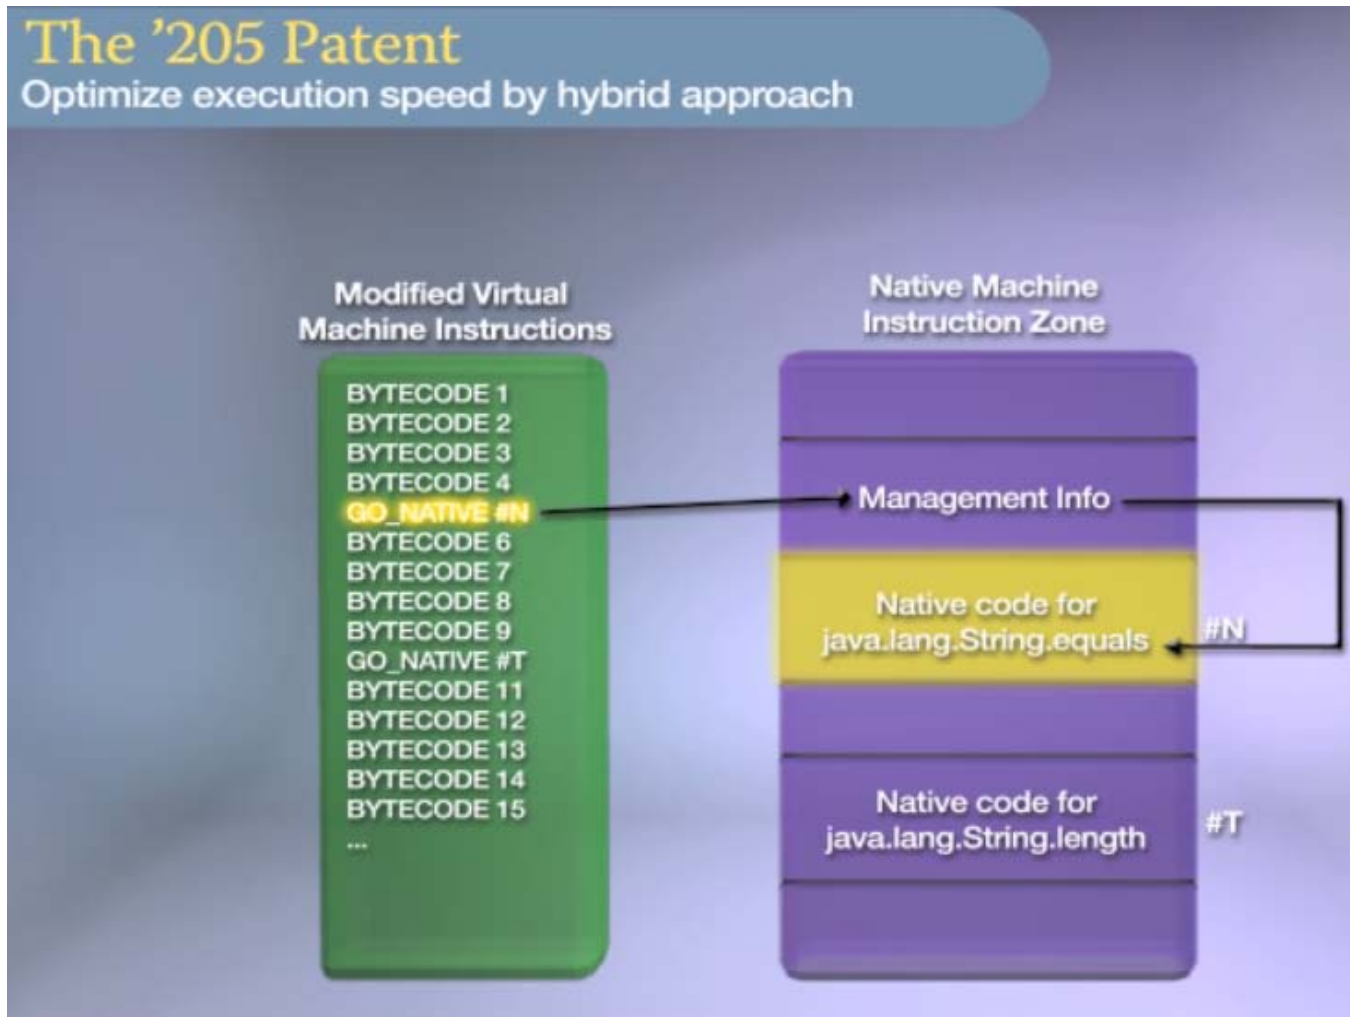 The ’205 Patent
Optimize execution speed by hybrid approach
Modified Virtual
Machine Instructions
BYTECODE 1
BYTECODE 2
BYTECODE 3
BYTECODE 4
GO_NATIVE #N
BYTECODE 6
BYTECODE 7
BYTECODE 8
BYTECODE 9
GO_NATIVE #T
BYTECODE 11
BYTECODE 12
BYTECODE 13
BYTECODE 14
BYTECODE 15
...
Native Machine
Instruction Zone
Management Info
Native code for
java.lang.String.equals
#N
Native code for
java.lang.String.length
#T